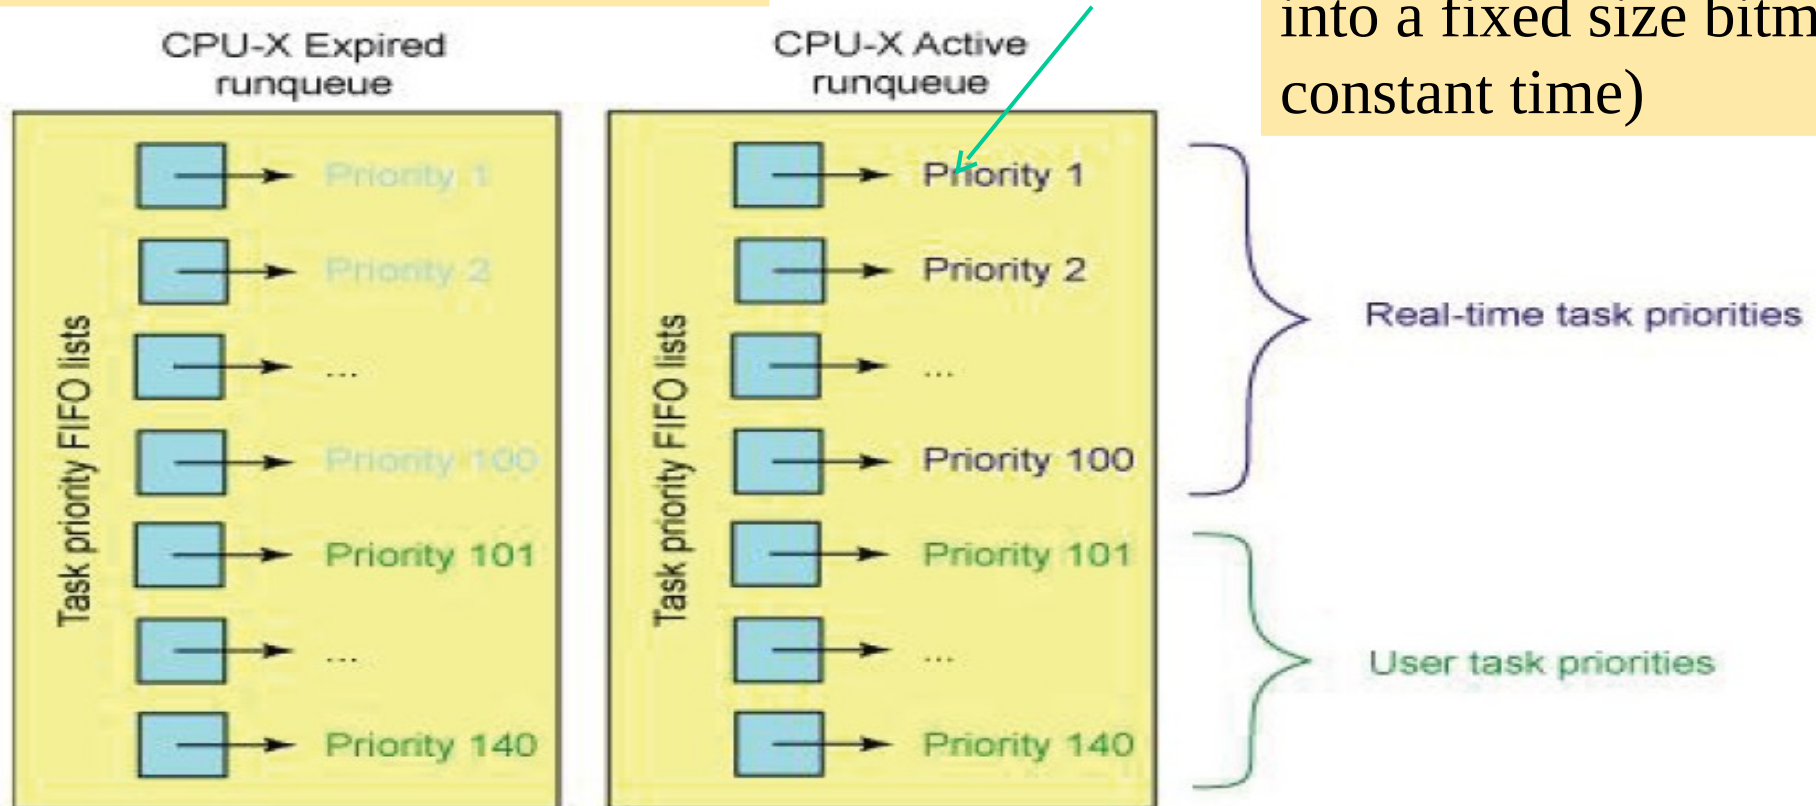 into a fixed size bitm
constant time)
CPU-X Expired
runqueue
CPU-X Active
runqueue
Task priority FIFO lists
Priority 1
Priority 2
...
Priority 100
Priority 101
...
Priority 140
Task priority FIFO lists
Priority 1
Priority 2
...
Priority 100
Priority 101
...
Priority 140
Real-time task priorities
User task priorities